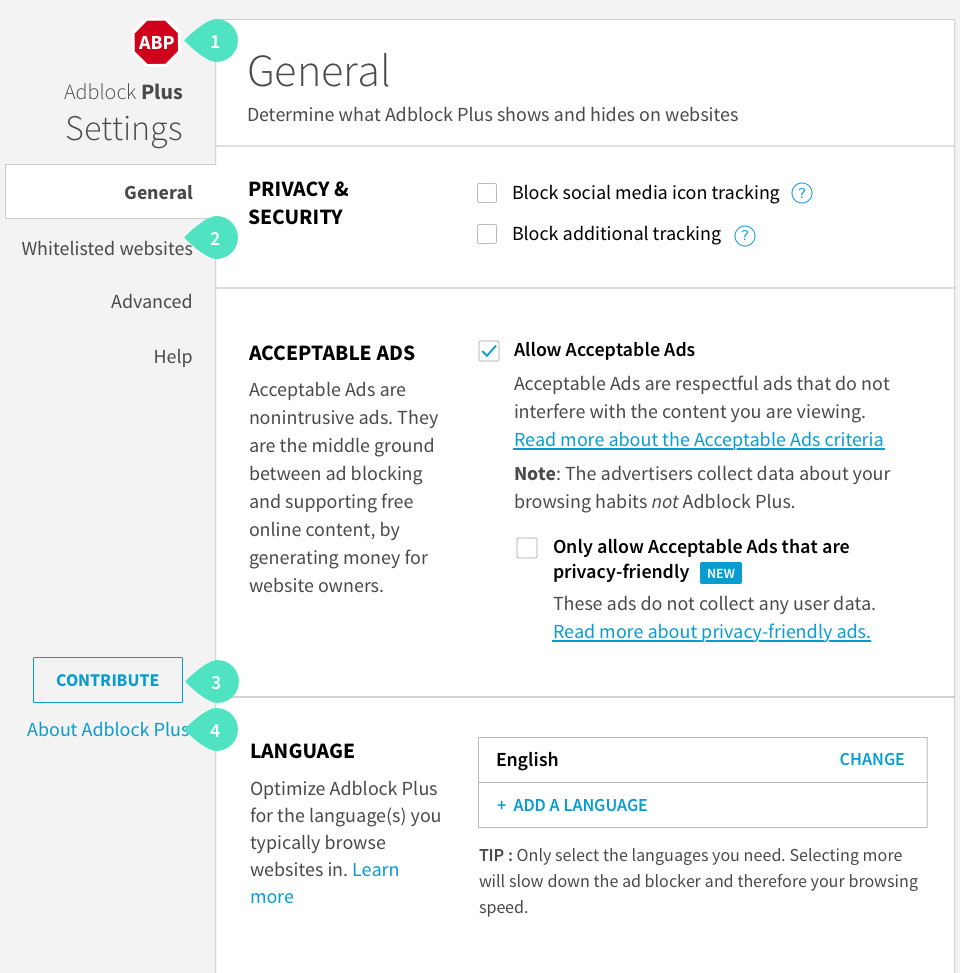 ABP
1
Adblock Plus
Settings
General
Whitelisted websites
2
Advanced
Help
CONTRIBUTE
3
About Adblock Plus
4
General
Determine what Adblock Plus shows and hides on websites
PRIVACY &
SECURITY
Block social media icon tracking ?
Block additional tracking ?
ACCEPTABLE ADS
Acceptable Ads are
nonintrusive ads. They
are the middle ground
between ad blocking
and supporting free
online content, by
generating money for
website owners.
Allow Acceptable Ads
Acceptable Ads are respectful ads that do not
interfere with the content you are viewing.
Read more about the Acceptable Ads criteria
Note: The advertisers collect data about your
browsing habits not Adblock Plus.
Only allow Acceptable Ads that are
privacy-friendly NEW
These ads do not collect any user data.
Read more about privacy-friendly ads.
LANGUAGE
Optimize Adblock Plus
for the language(s) you
typically browse
websites in. Learn
more
English CHANGE
+ ADD A LANGUAGE
TIP : Only select the languages you need. Selecting more
will slow down the ad blocker and therefore your browsing
speed.